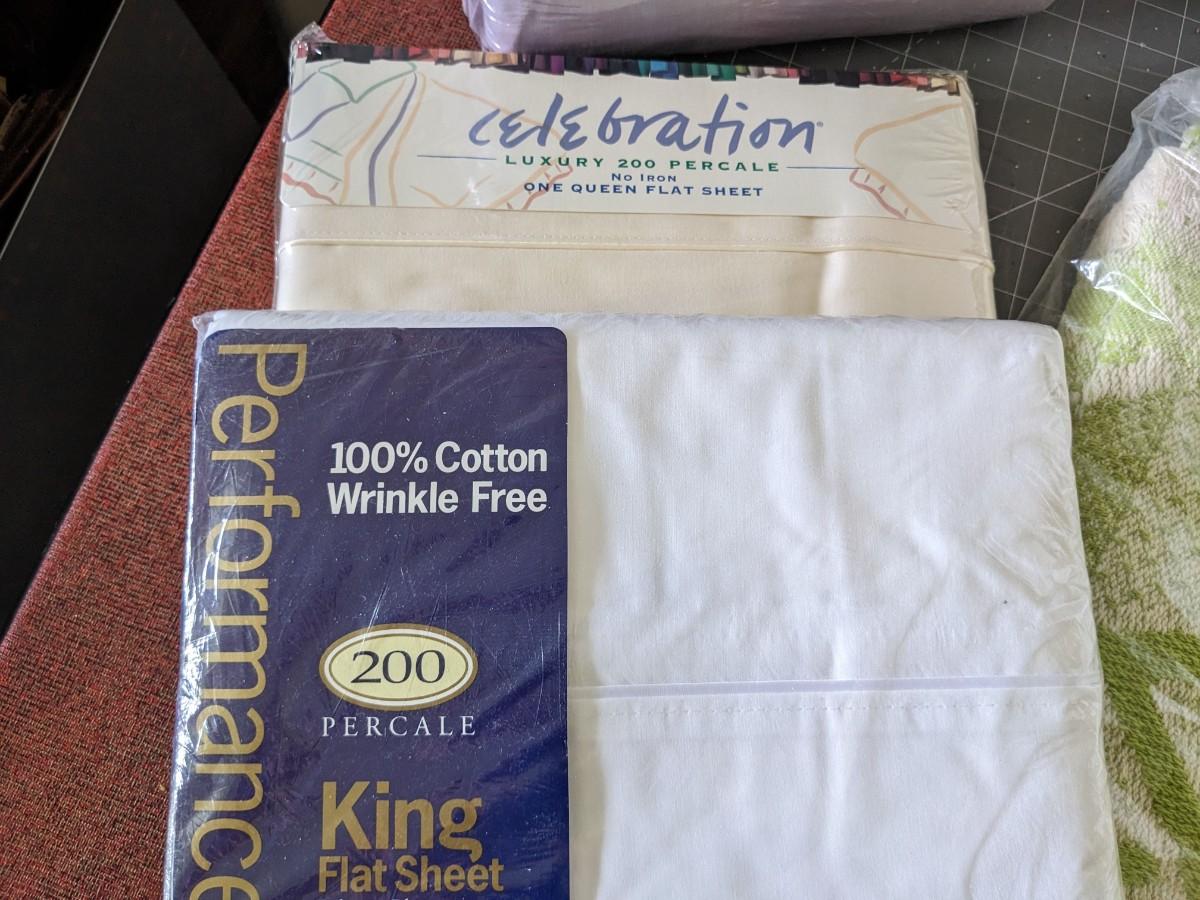 celebration
LUXURY 200 PERCALE
No Iron
ONE QUEEN FLAT SHEET
Performance
100% Cotton
Wrinkle Free
200
PERCALE
King
Flat Sheet